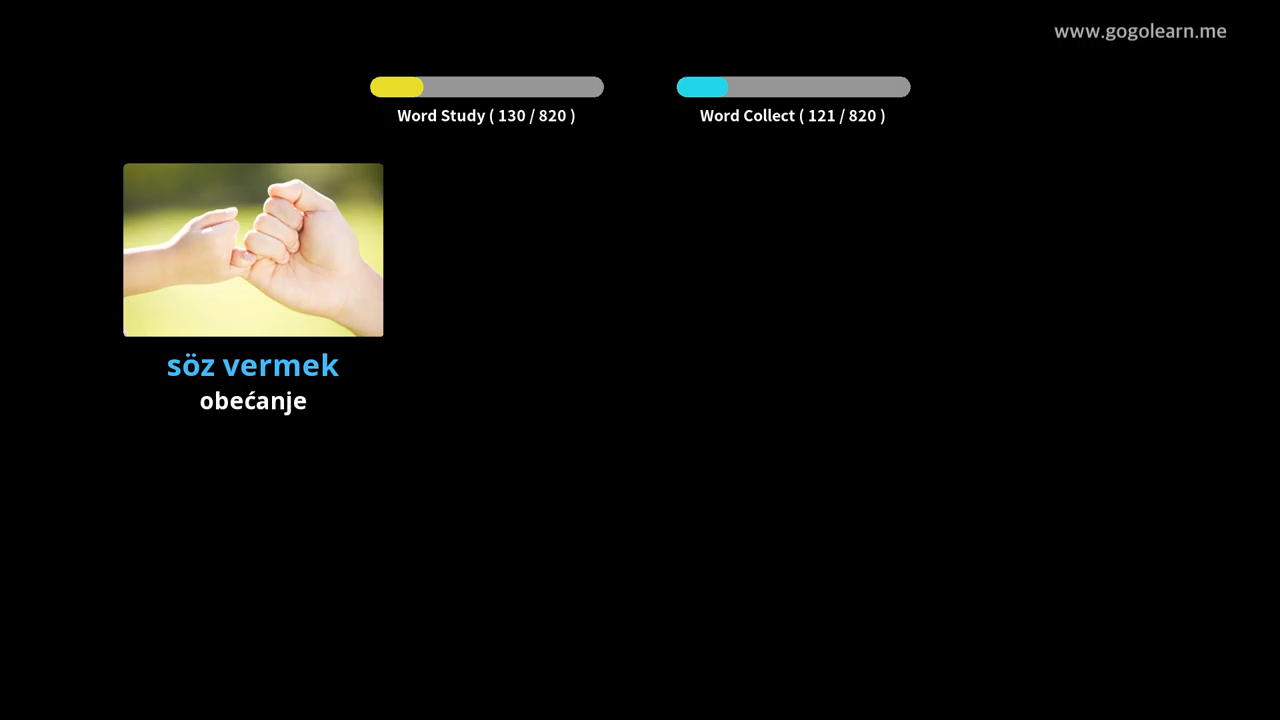 www.gogolearn.me
Word Study ( 130 / 820 )
Word Collect ( 121 / 820 )
söz vermek
obećanje